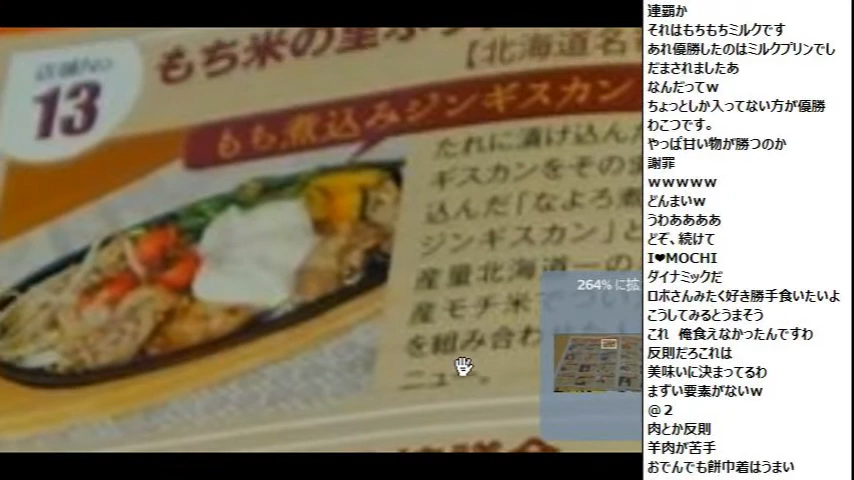 店舗No
13
もち米の里ふ
【北海道名
もち煮込みジンギスカン
たれに漬け込ん
ギスカンをその
込んだ「なよろ煮
ジンギスカン」と
産量北海道一の
産モチ米で
を組み合わせた
ニュー。
264% に拡
連覇か
それはもちもちミルクです
あれ優勝したのはミルクプリンでし
だまされましたあ
なんだってｗ
ちょっとしか入ってない方が優勝
わこつです。
やっぱ甘い物が勝つのか
謝罪
ｗｗｗｗｗ
どんまいｗ
うわああああ
どぞ、続けて
I♥MOCHI
ダイナミックだ
ロボさんみたく好き勝手食いたいよ
こうしてみるとうまそう
これ　俺食えなかったんですわ
反則だろこれは
美味いに決まってるわ
まずい要素がないｗ
＠２
肉とか反則
羊肉が苦手
おでんでも餅巾着はうまい